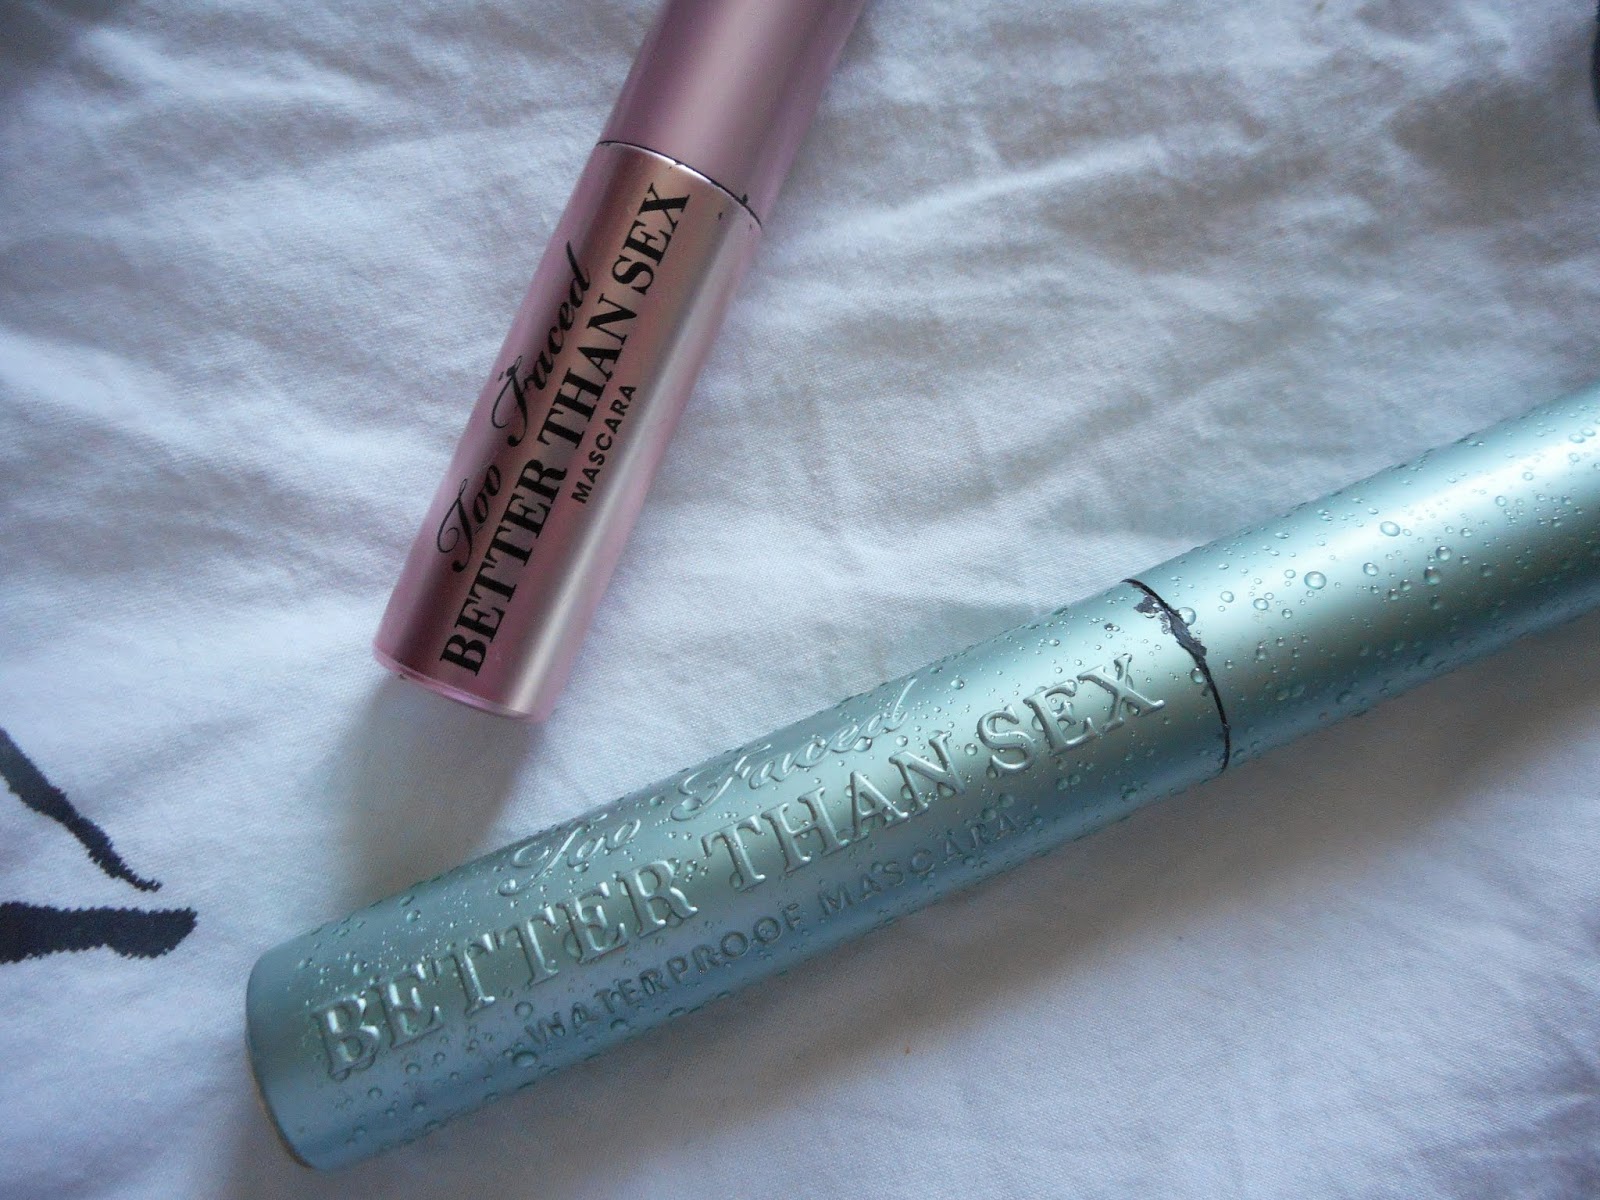 Too Faced
BETTER THAN SEX
MASCARA
Too Faced
BETTER THAN SEX
WATERPROOF MASCARA